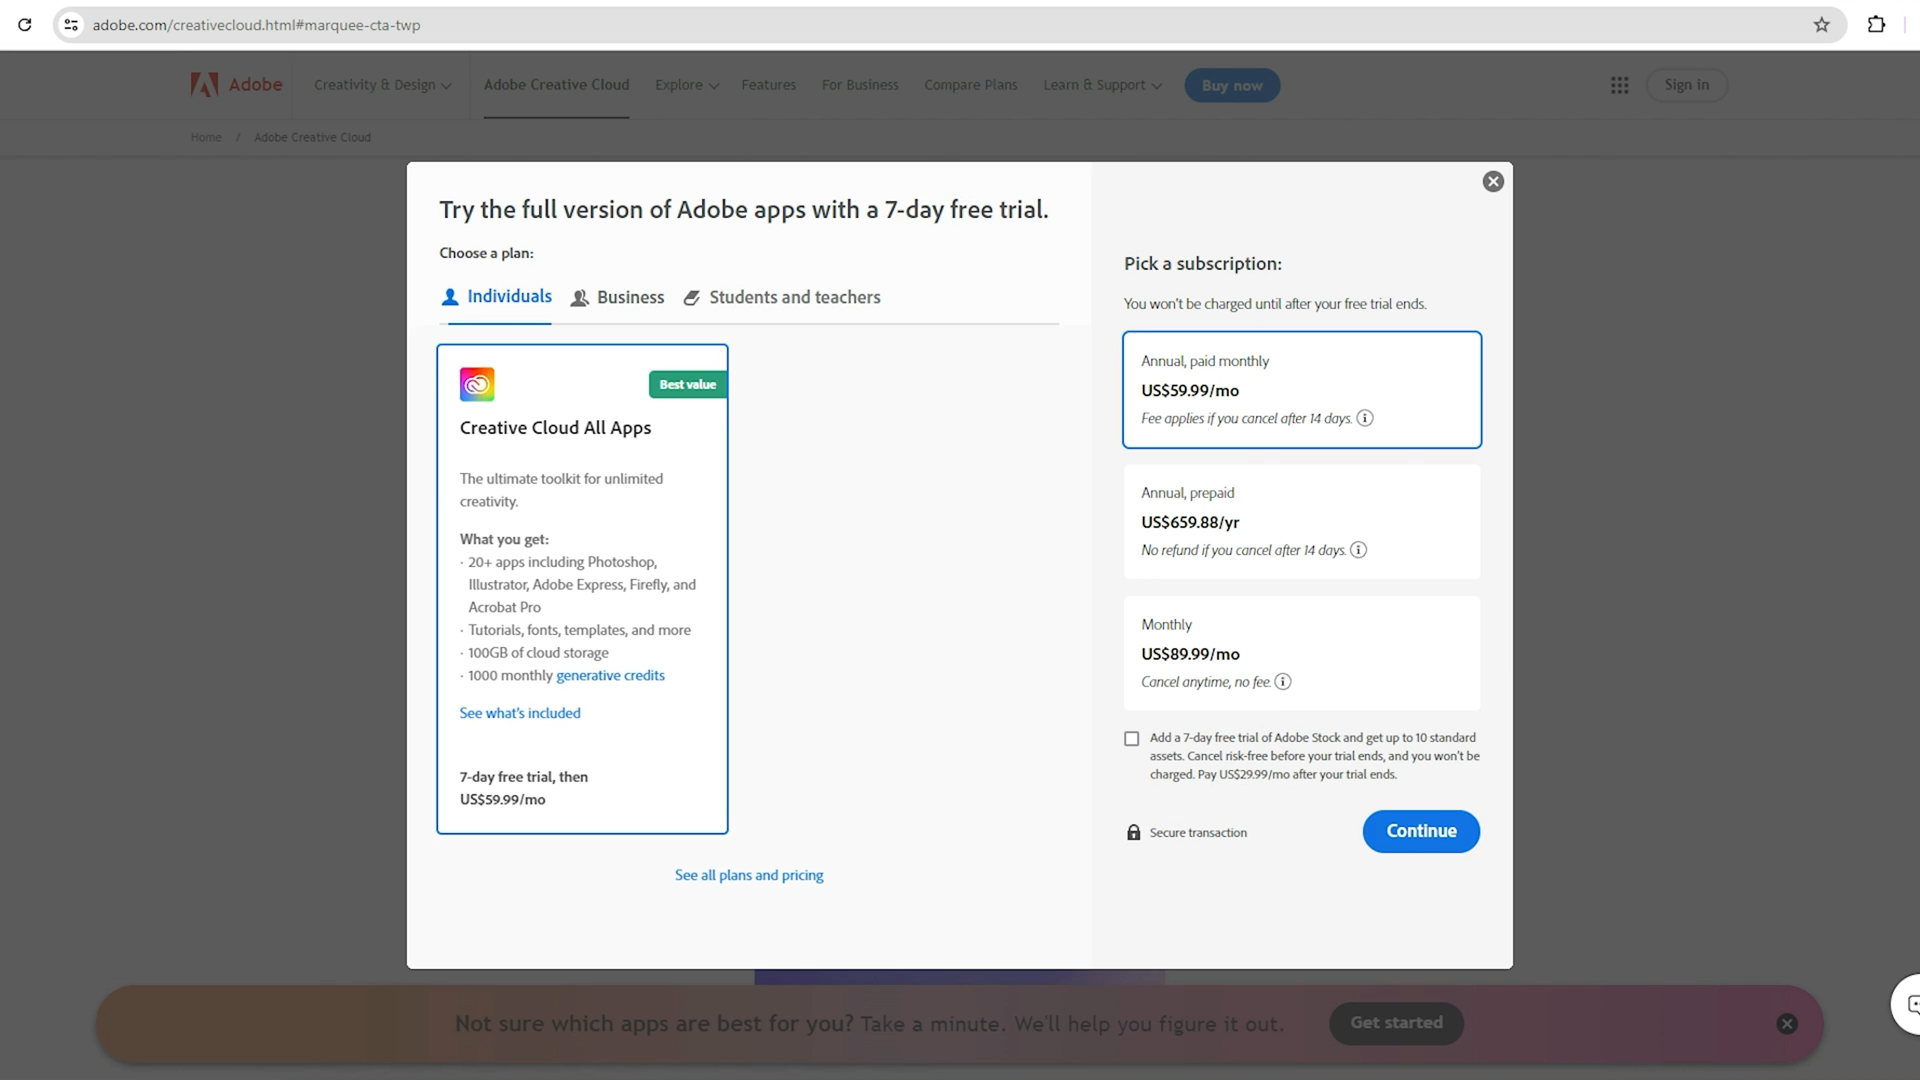 adobe.com/creativecloud.html#marquee-cta-twp
Adobe
Creativity & Design
Adobe Creative Cloud
Explore
Features
For Business
Compare Plans
Learn & Support
Buy now
Sign in
Home / Adobe Creative Cloud
Try the full version of Adobe apps with a 7-day free trial.
Choose a plan:
Individuals
Business
Students and teachers
Best value
Creative Cloud All Apps
The ultimate toolkit for unlimited
creativity.
What you get:
· 20+ apps including Photoshop,
Illustrator, Adobe Express, Firefly, and
Acrobat Pro
· Tutorials, fonts, templates, and more
· 100GB of cloud storage
· 1000 monthly generative credits
See what's included
7-day free trial, then
US$59.99/mo
See all plans and pricing
Pick a subscription:
You won't be charged until after your free trial ends.
Annual, paid monthly
US$59.99/mo
Fee applies if you cancel after 14 days.
Annual, prepaid
US$659.88/yr
No refund if you cancel after 14 days.
Monthly
US$89.99/mo
Cancel anytime, no fee.
Add a 7-day free trial of Adobe Stock and get up to 10 standard
assets. Cancel risk-free before your trial ends, and you won't be
charged. Pay US$29.99/mo after your trial ends.
Secure transaction
Continue
Not sure which apps are best for you? Take a minute. We'll help you figure it out.
Get started